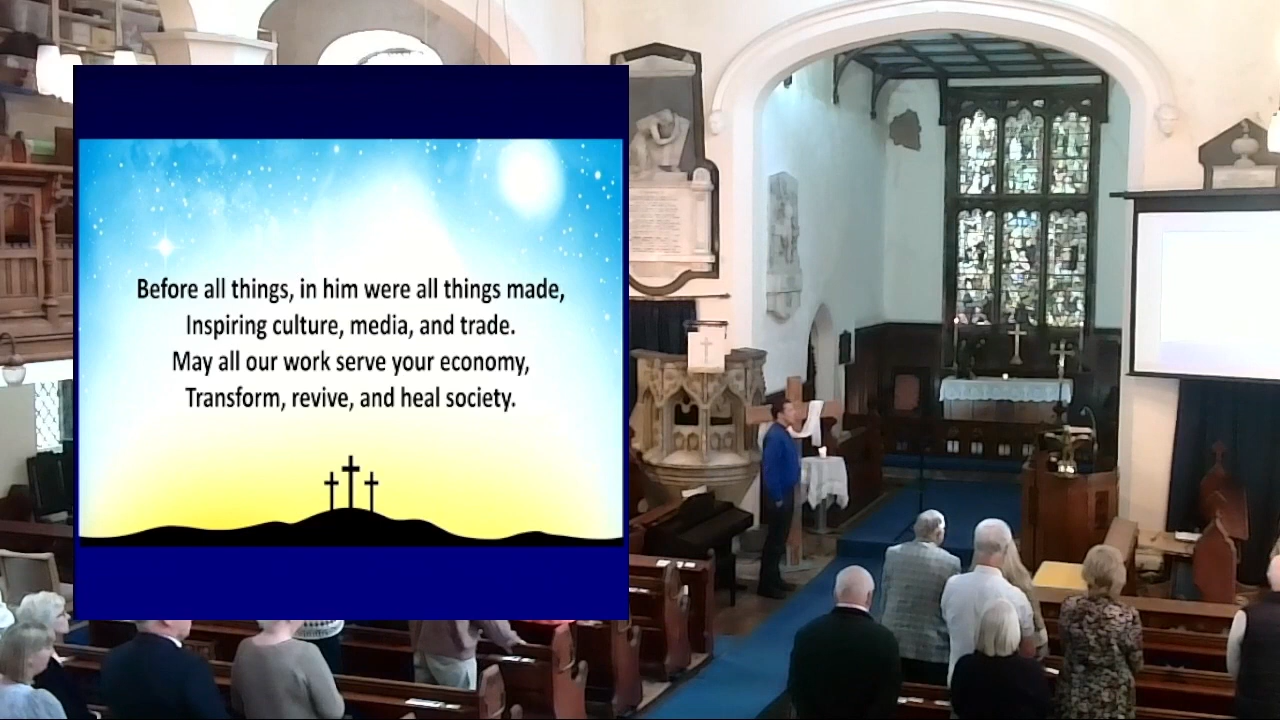 Before all things, in him were all things made,
Inspiring culture, media, and trade.
May all our work serve your economy,
Transform, revive, and heal society.